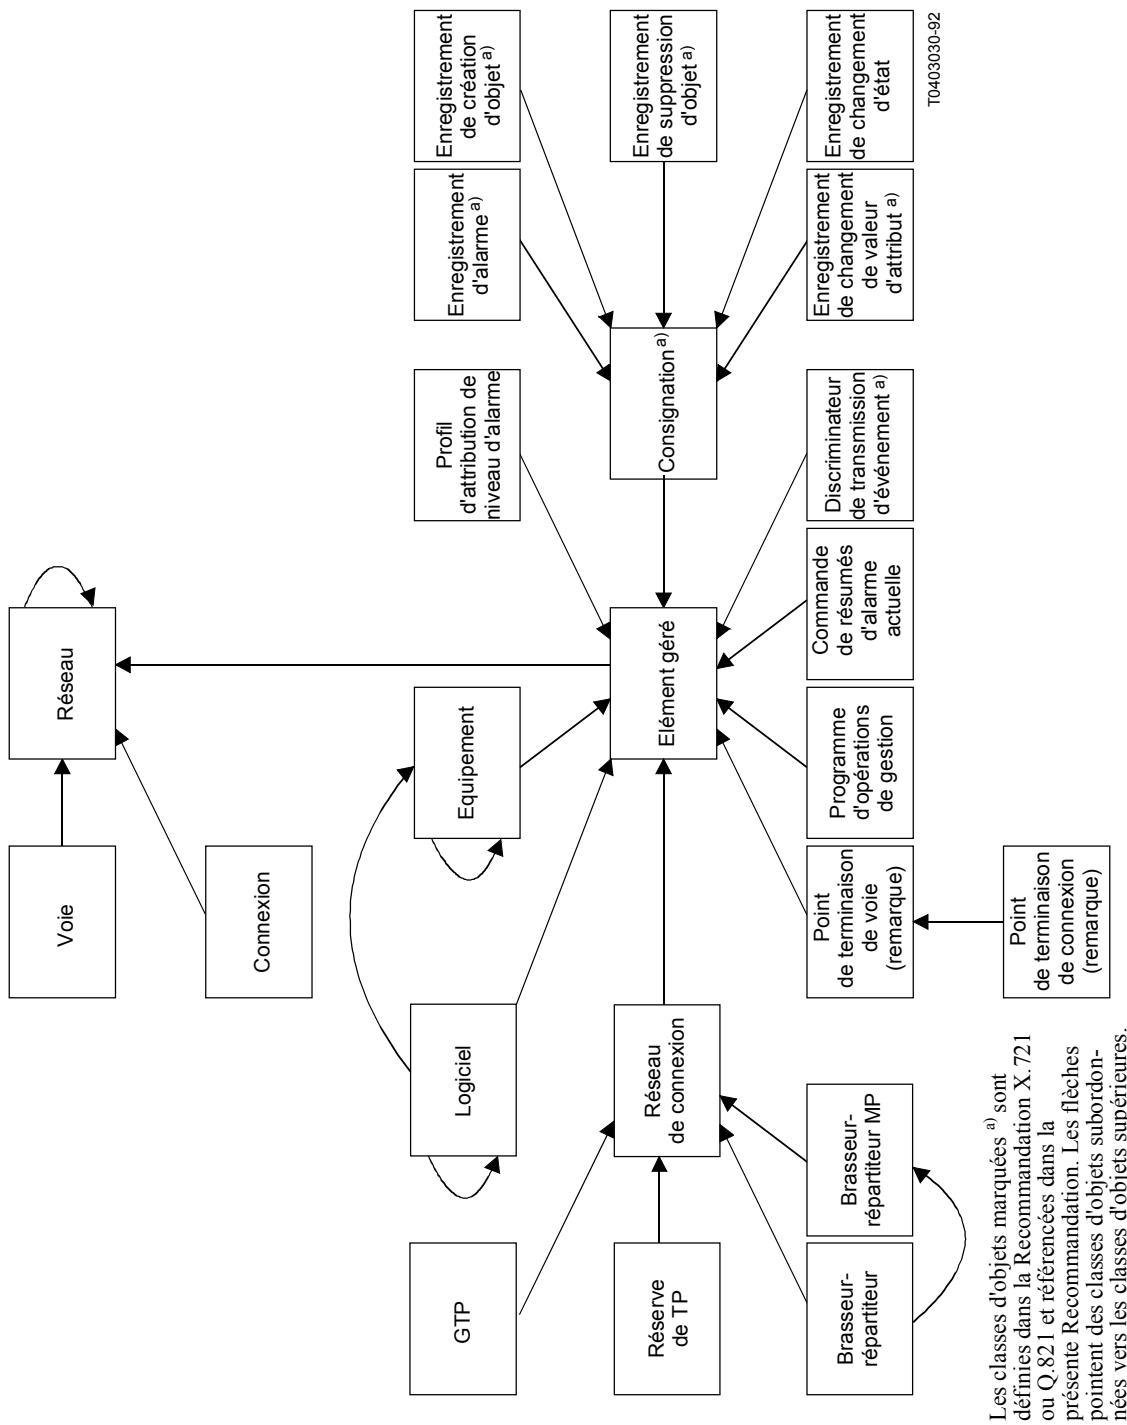 Voie
Réseau
Connexion
Logiciel
Equipement
GTP
Réserve
de TP
Brasseur-
répartiteur
Brasseur-
répartiteur MP
Réseau
de connexion
Elément géré
Profil
d'attribution de
niveau d'alarme
Consignation a)
Enregistrement
d'alarme a)
Enregistrement
de création
d'objet a)
Enregistrement
de suppression
d'objet a)
Point
de terminaison
de voie
(remarque)
Programme
d'opérations
de gestion
Commande
de résumés
d'alarme
actuelle
Discriminateur
de transmission
d'événement a)
Enregistrement
de changement
de valeur
d'attribut a)
Enregistrement
de changement
d'état
Point
de terminaison
de connexion
(remarque)
T0403030-92
Les classes d'objets marquées a) sont
définies dans la Recommandation X.721
ou Q.821 et référencées dans la
présente Recommandation. Les flèches
pointent des classes d'objets subordon-
nées vers les classes d'objets supérieures.